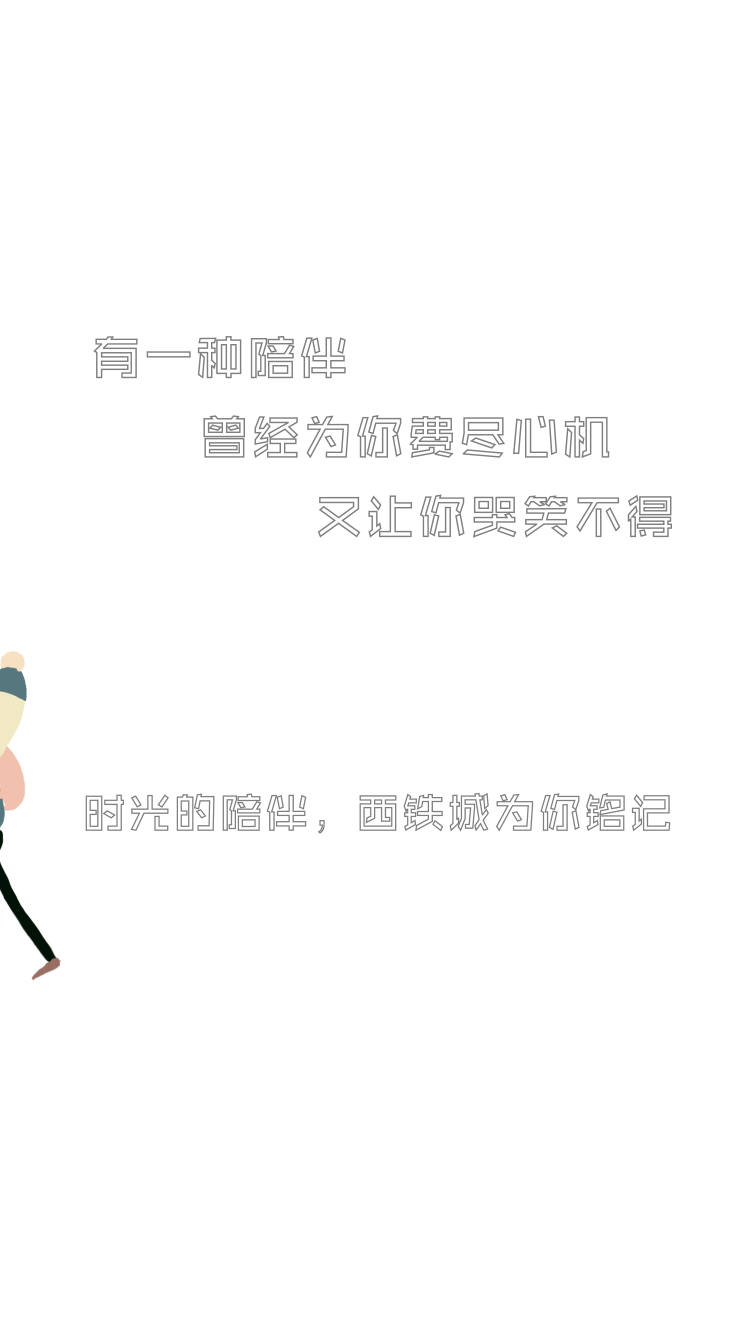 有一种陪伴
曾经为你费尽心机
又让你哭笑不得
时光的陪伴，西铁城为你铭记